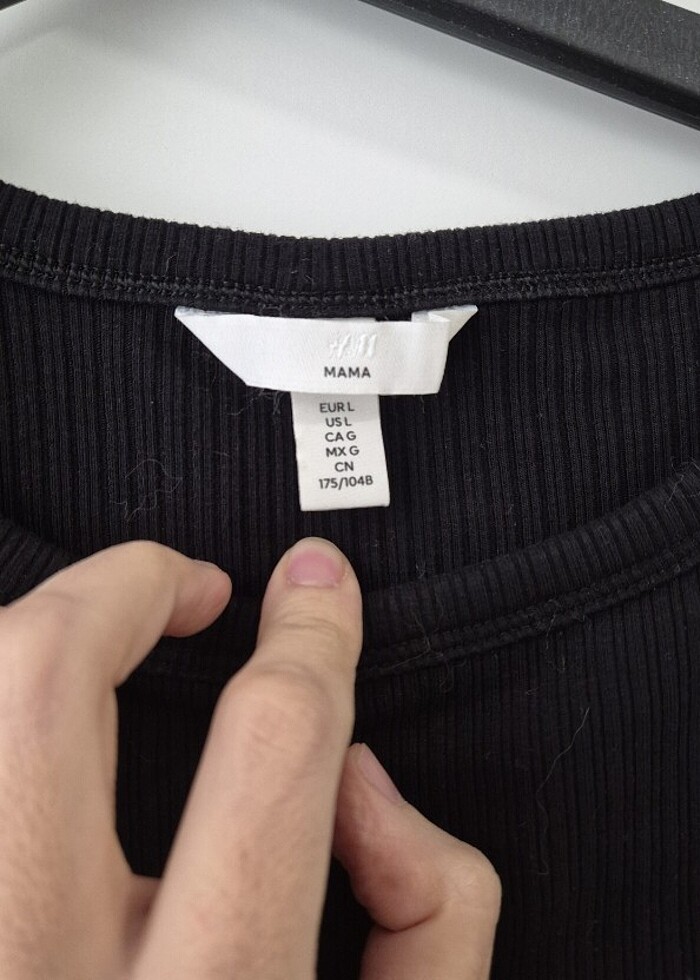 H&M
MAMA
EUR L
US L
CA G
MX G
CN
175/104B